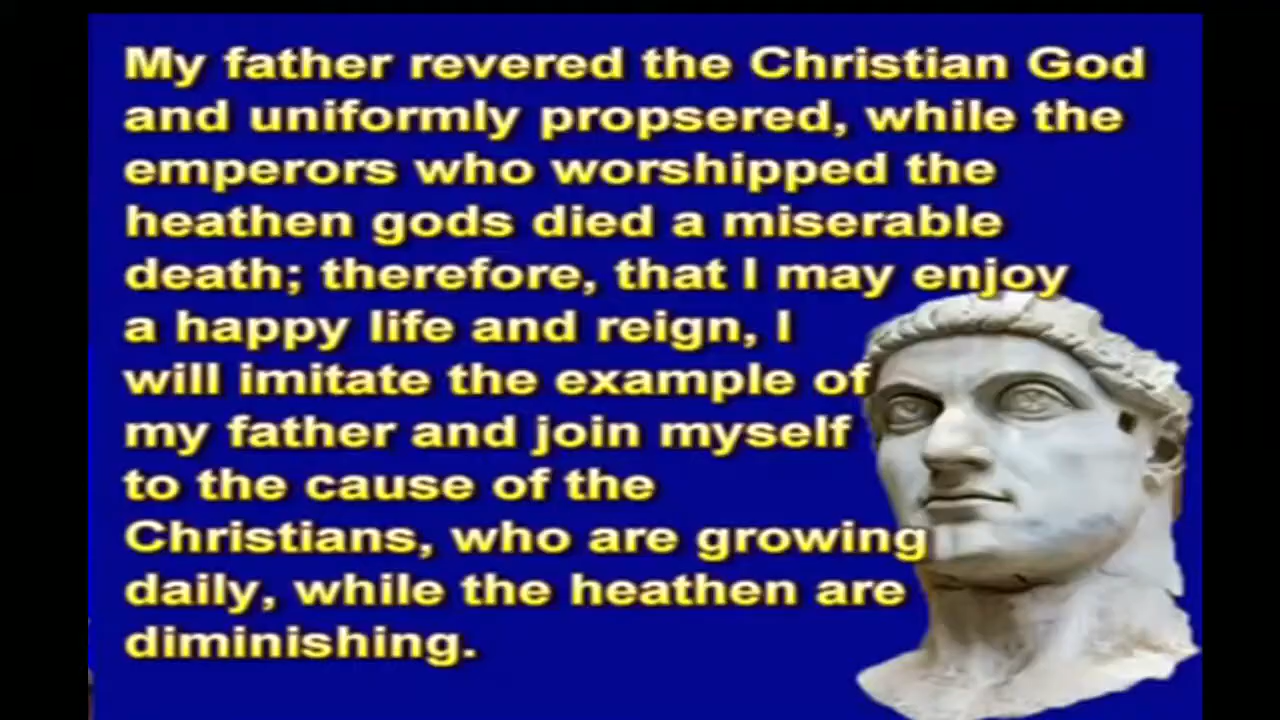 My father revered the Christian God
and uniformly propsered, while the
emperors who worshipped the
heathen gods died a miserable
death; therefore, that I may enjoy
a happy life and reign, I
will imitate the example of
my father and join myself
to the cause of the
Christians, who are growing
daily, while the heathen are
diminishing.